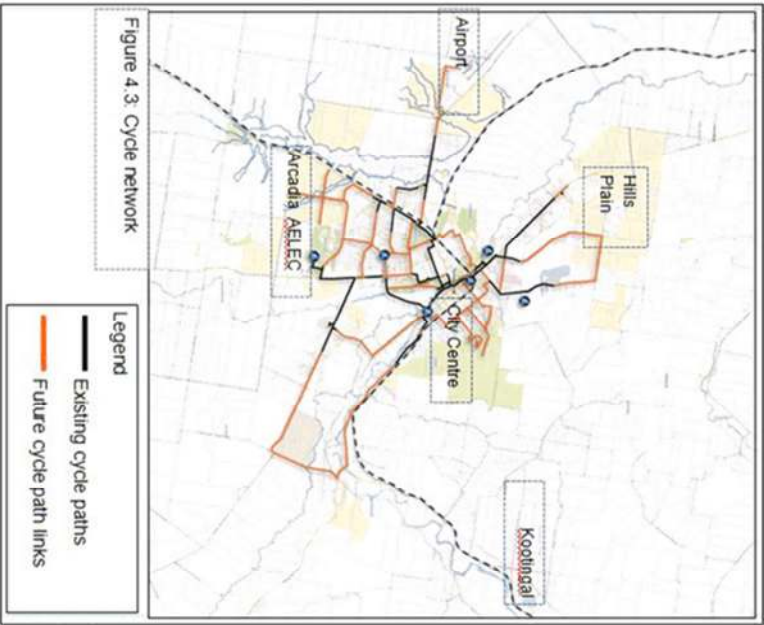 Airport
Hills
Plain
Arcadia AELEC
City Centre
Kootingal
Figure 4.3: Cycle network
Legend
Existing cycle paths
Future cycle path links